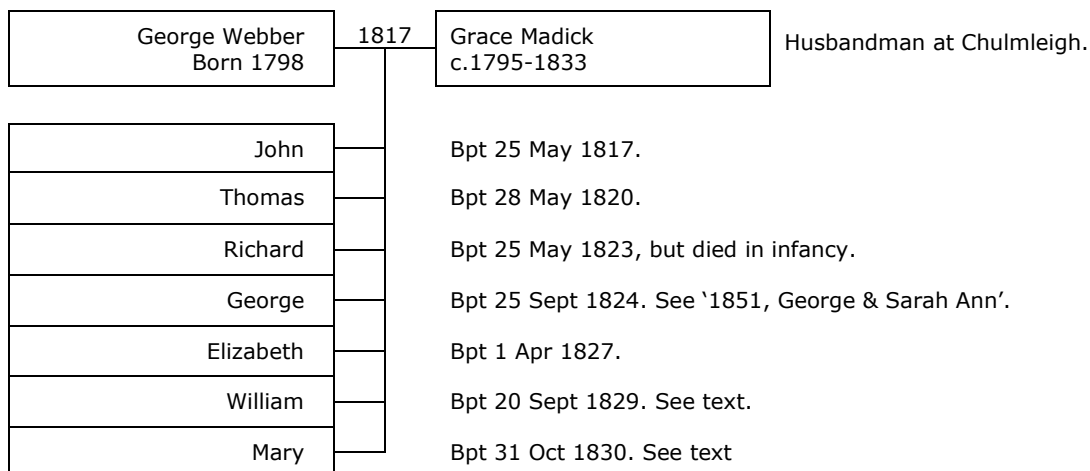 George Webber
Born 1798
1817
Grace Madick
c.1795-1833
Husbandman at Chulmleigh.
John
Bpt 25 May 1817.
Thomas
Bpt 28 May 1820.
Richard
Bpt 25 May 1823, but died in infancy.
George
Bpt 25 Sept 1824. See ‘1851, George & Sarah Ann’.
Elizabeth
Bpt 1 Apr 1827.
William
Bpt 20 Sept 1829. See text.
Mary
Bpt 31 Oct 1830. See text